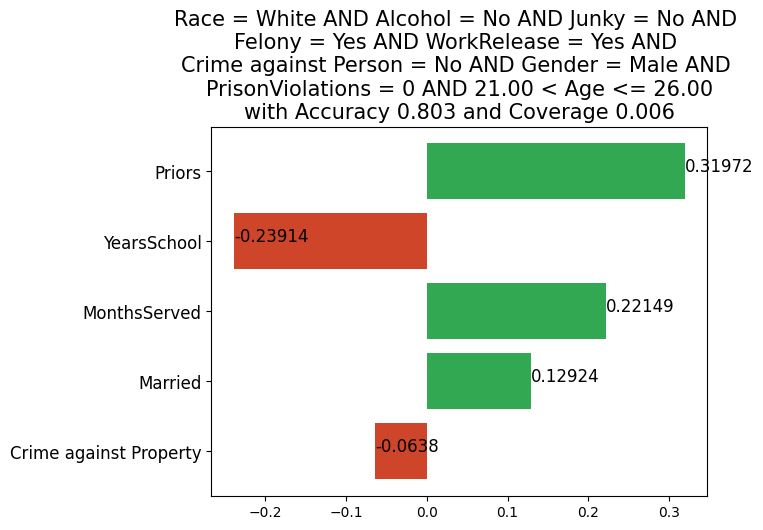 Race = White AND Alcohol = No AND Junky = No AND
Felony = Yes AND WorkRelease = Yes AND
Crime against Person = No AND Gender = Male AND
PrisonViolations = 0 AND 21.00 < Age <= 26.00
with Accuracy 0.803 and Coverage 0.006
Priors
0.31972
YearsSchool
-0.23914
MonthsServed
0.22149
Married
0.12924
Crime against Property
-0.0638
−0.2
−0.1
0.0
0.1
0.2
0.3